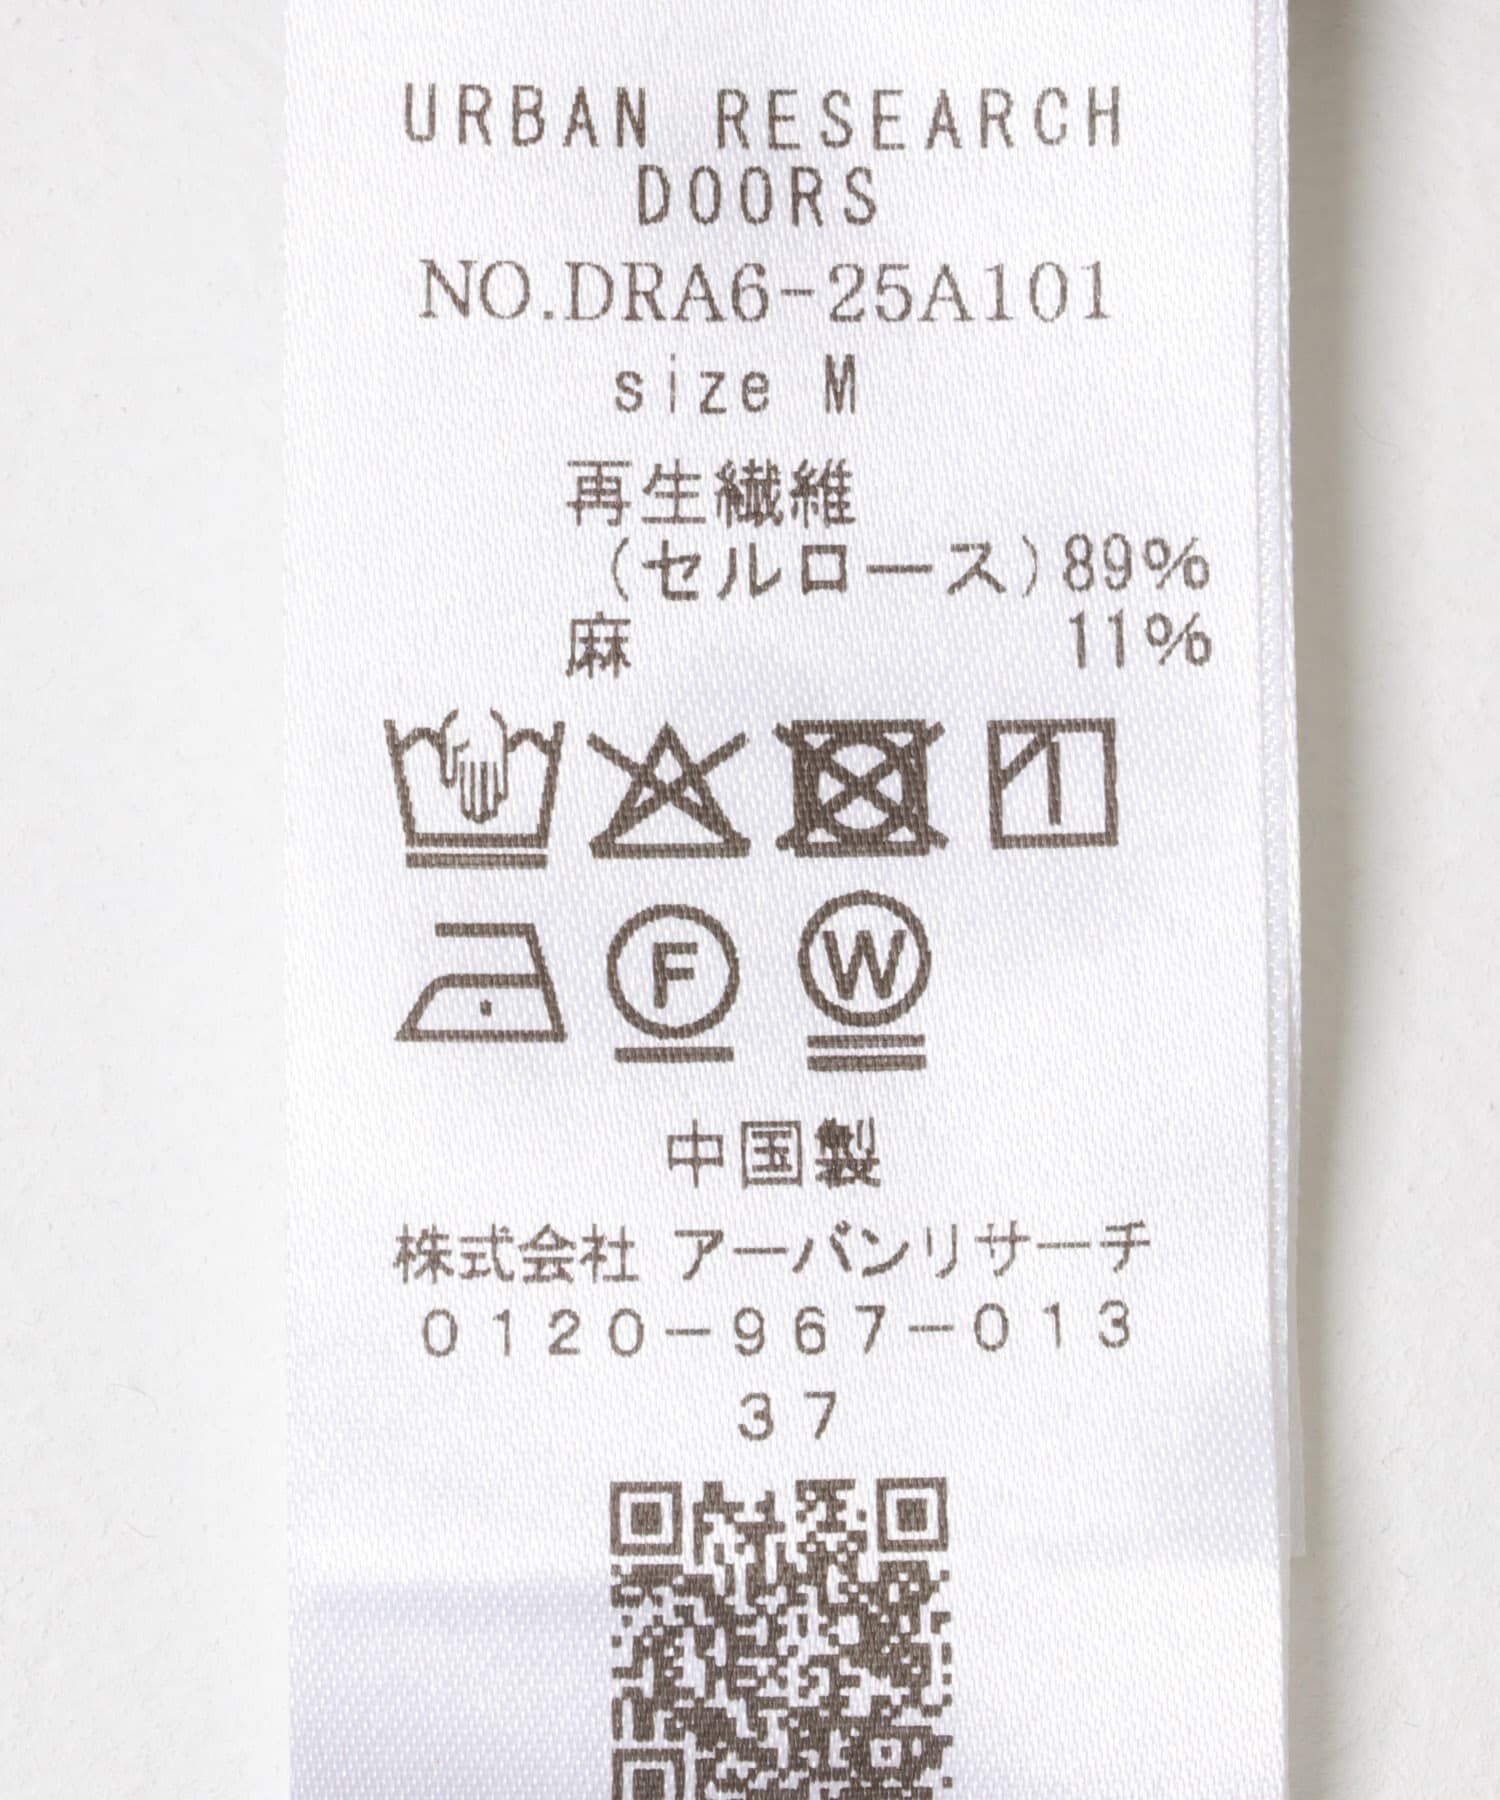 URBAN RESEARCH
DOORS
NO.DRA6-25A101
size M
再生繊維
(セルロース)89%
麻 11%
F W
中国製
株式会社 アーバンリサーチ
0120-967-013
37